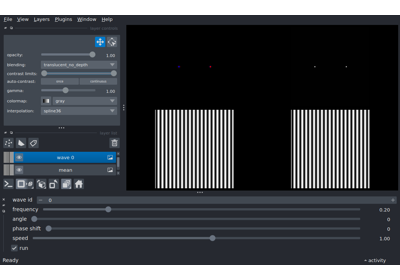 File View Layers Plugins Window Help
opacity: 1.00
blending: translucent_no_depth
contrast limits:
auto-contrast: once continuous
gamma: 1.00
colormap: gray
interpolation: spline36
wave 0
mean
wave id 0
frequency 0.20
angle 0
phase shift 0
speed 1.00
run
Ready activity